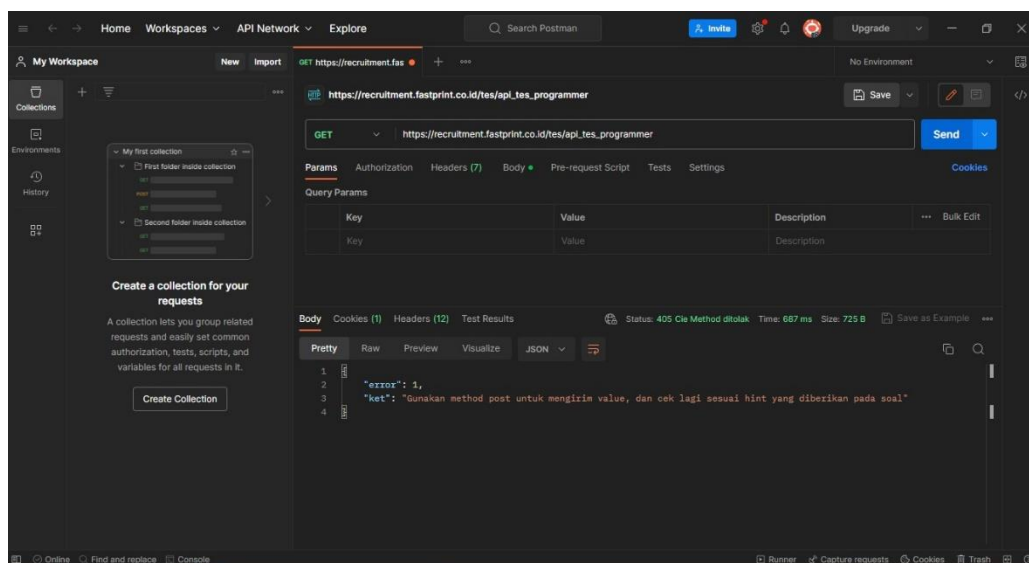 Home Workspaces API Network Explore Search Postman Invite Upgrade
My Workspace New Import GET https://recruitment.fas No Environment
Collections
Environments
History
My first collection
First folder inside collection
GET
POST
GET
Second folder inside collection
GET
GET
Create a collection for your
requests
A collection lets you group related
requests and easily set common
authorization, tests, scripts, and
variables for all requests in it.
Create Collection
https://recruitment.fastprint.co.id/tes/api_tes_programmer Save
GET https://recruitment.fastprint.co.id/tes/api_tes_programmer Send
Params Authorization Headers (7) Body Pre-request Script Tests Settings Cookies
Query Params
Key Value Description Bulk Edit
Key Value Description
Body Cookies (1) Headers (12) Test Results Status: 405 Cie Method ditolak Time: 687 ms Size: 725 B Save as Example
Pretty Raw Preview Visualize JSON
1 {
2 "error": 1,
3 "ket": "Gunakan method post untuk mengirim value, dan cek lagi sesuai hint yang diberikan pada soal"
4 }
Online Find and replace Console Runner Capture requests Cookies Trash